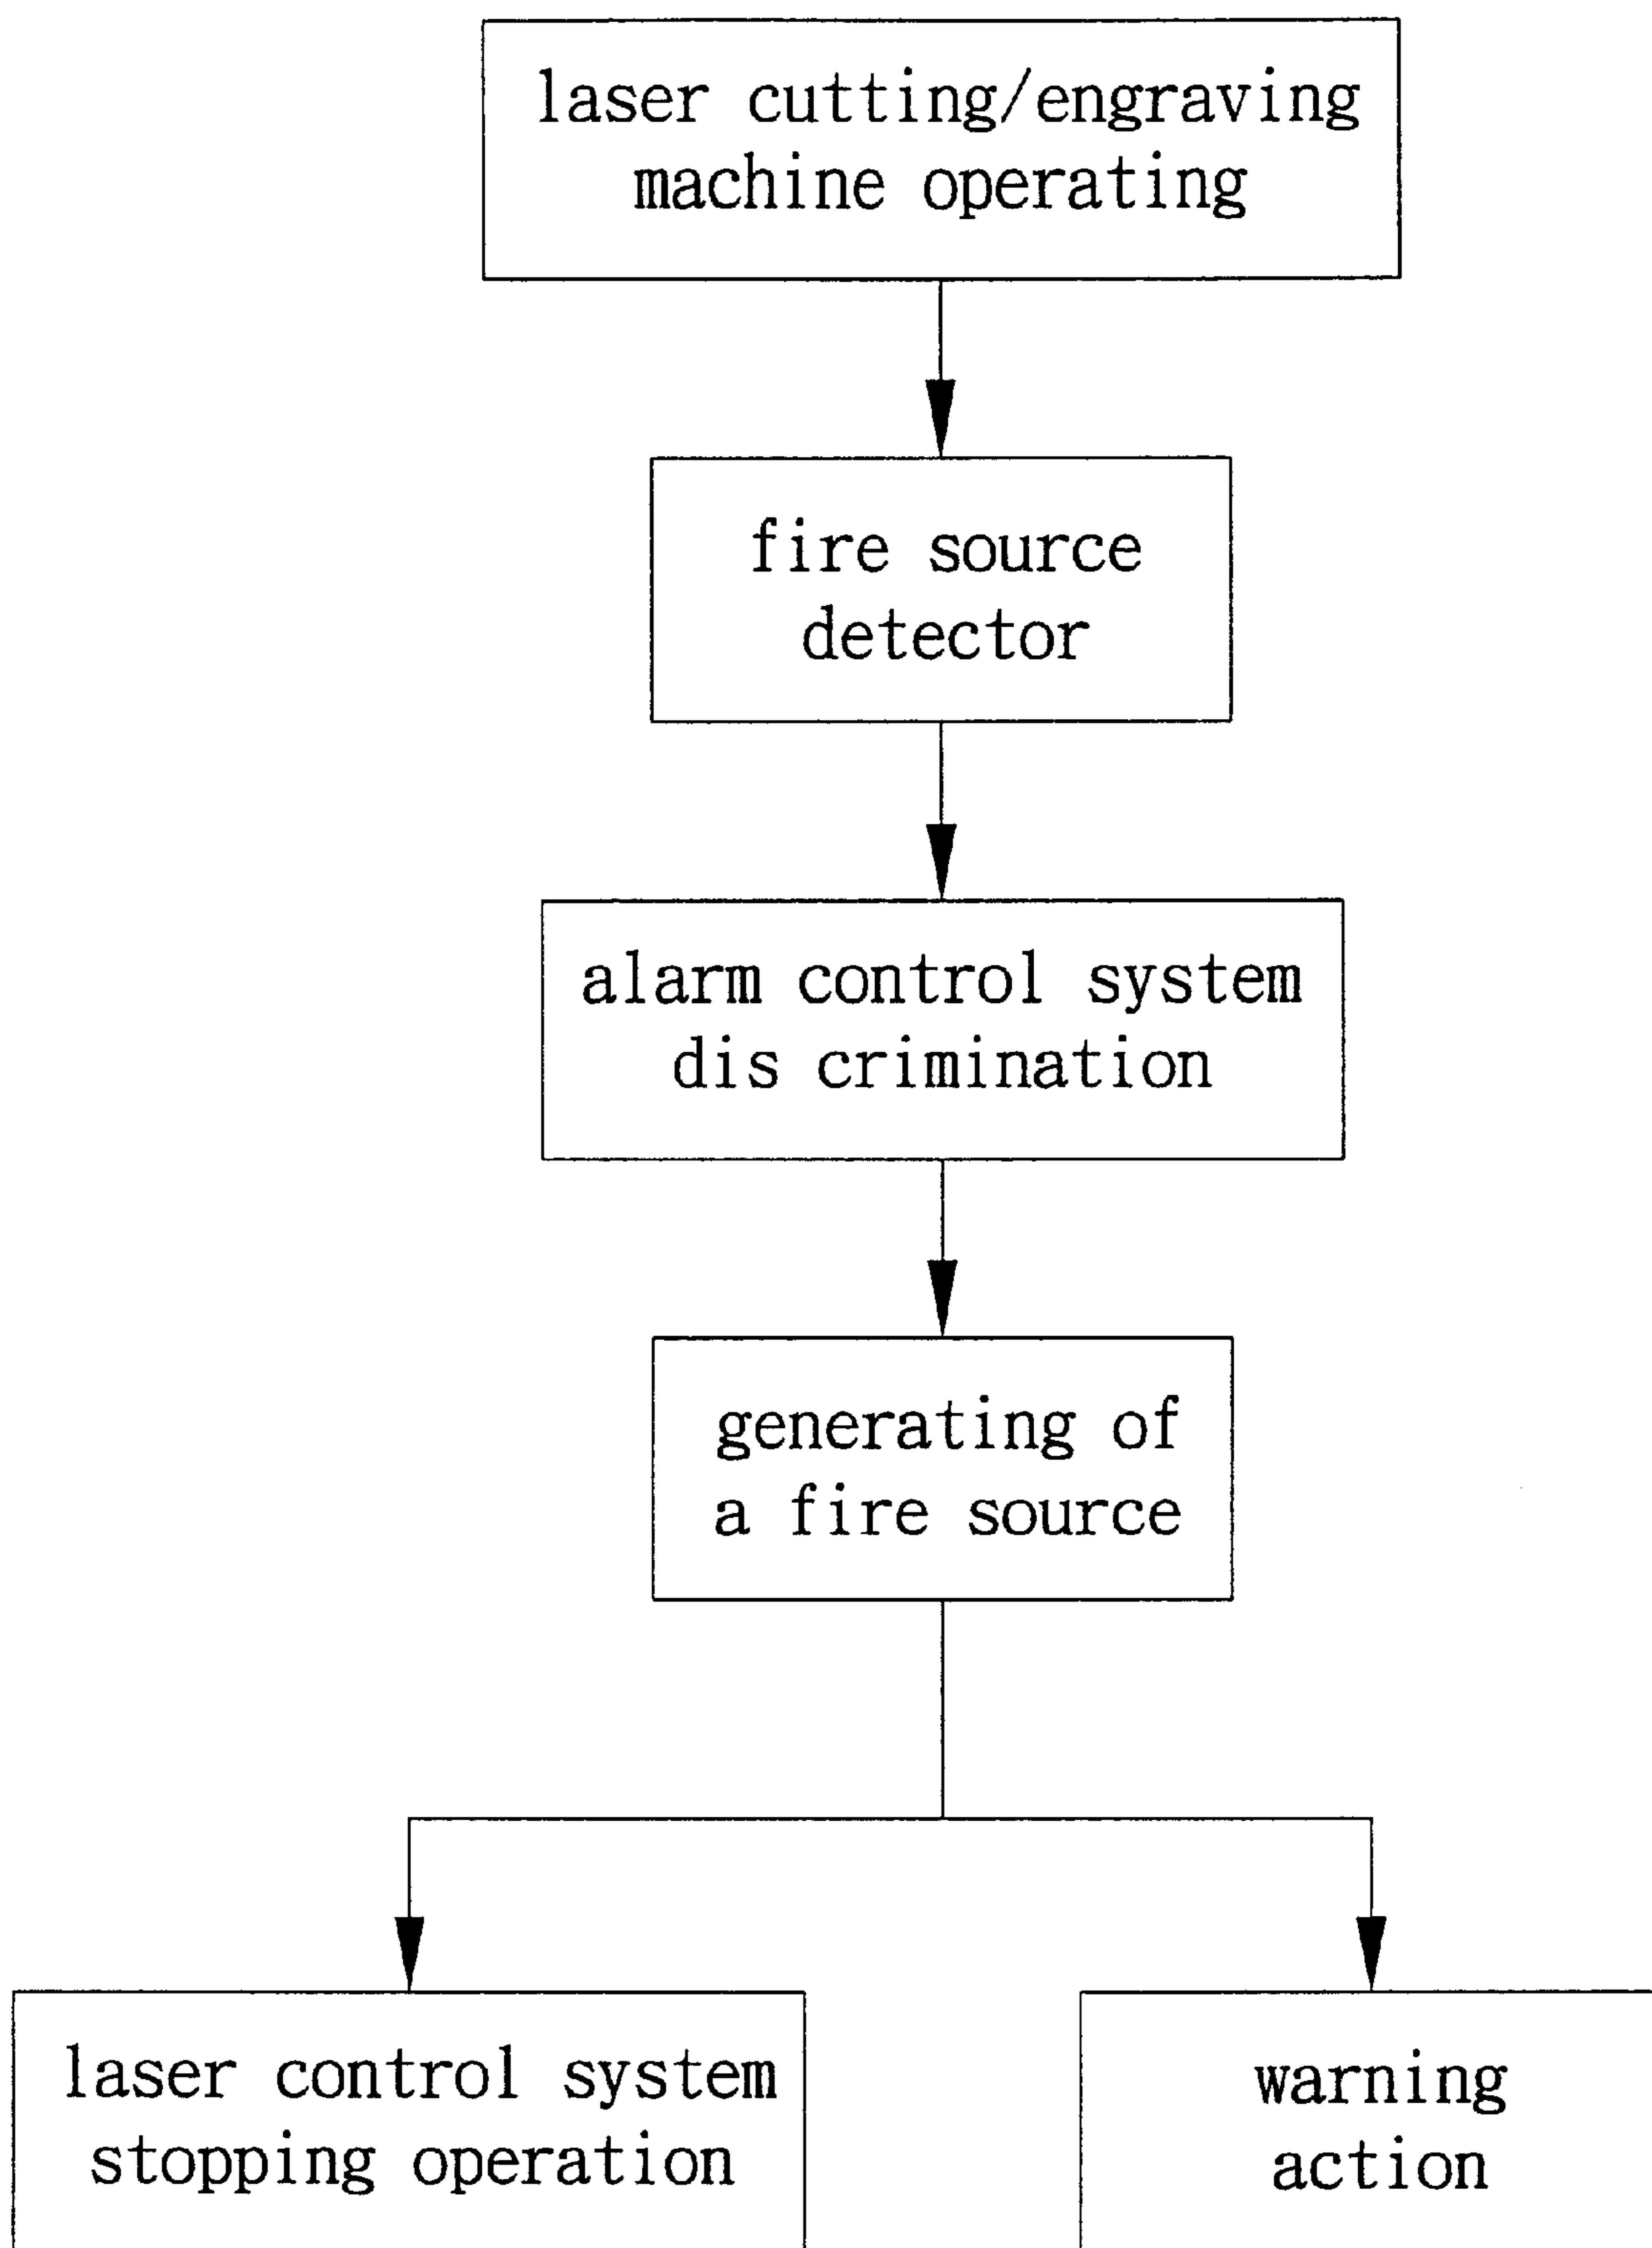 laser cutting/engraving
machine operating
fire source
detector
alarm control system
dis crimination
generating of
a fire source
laser control system
stopping operation
warning
action